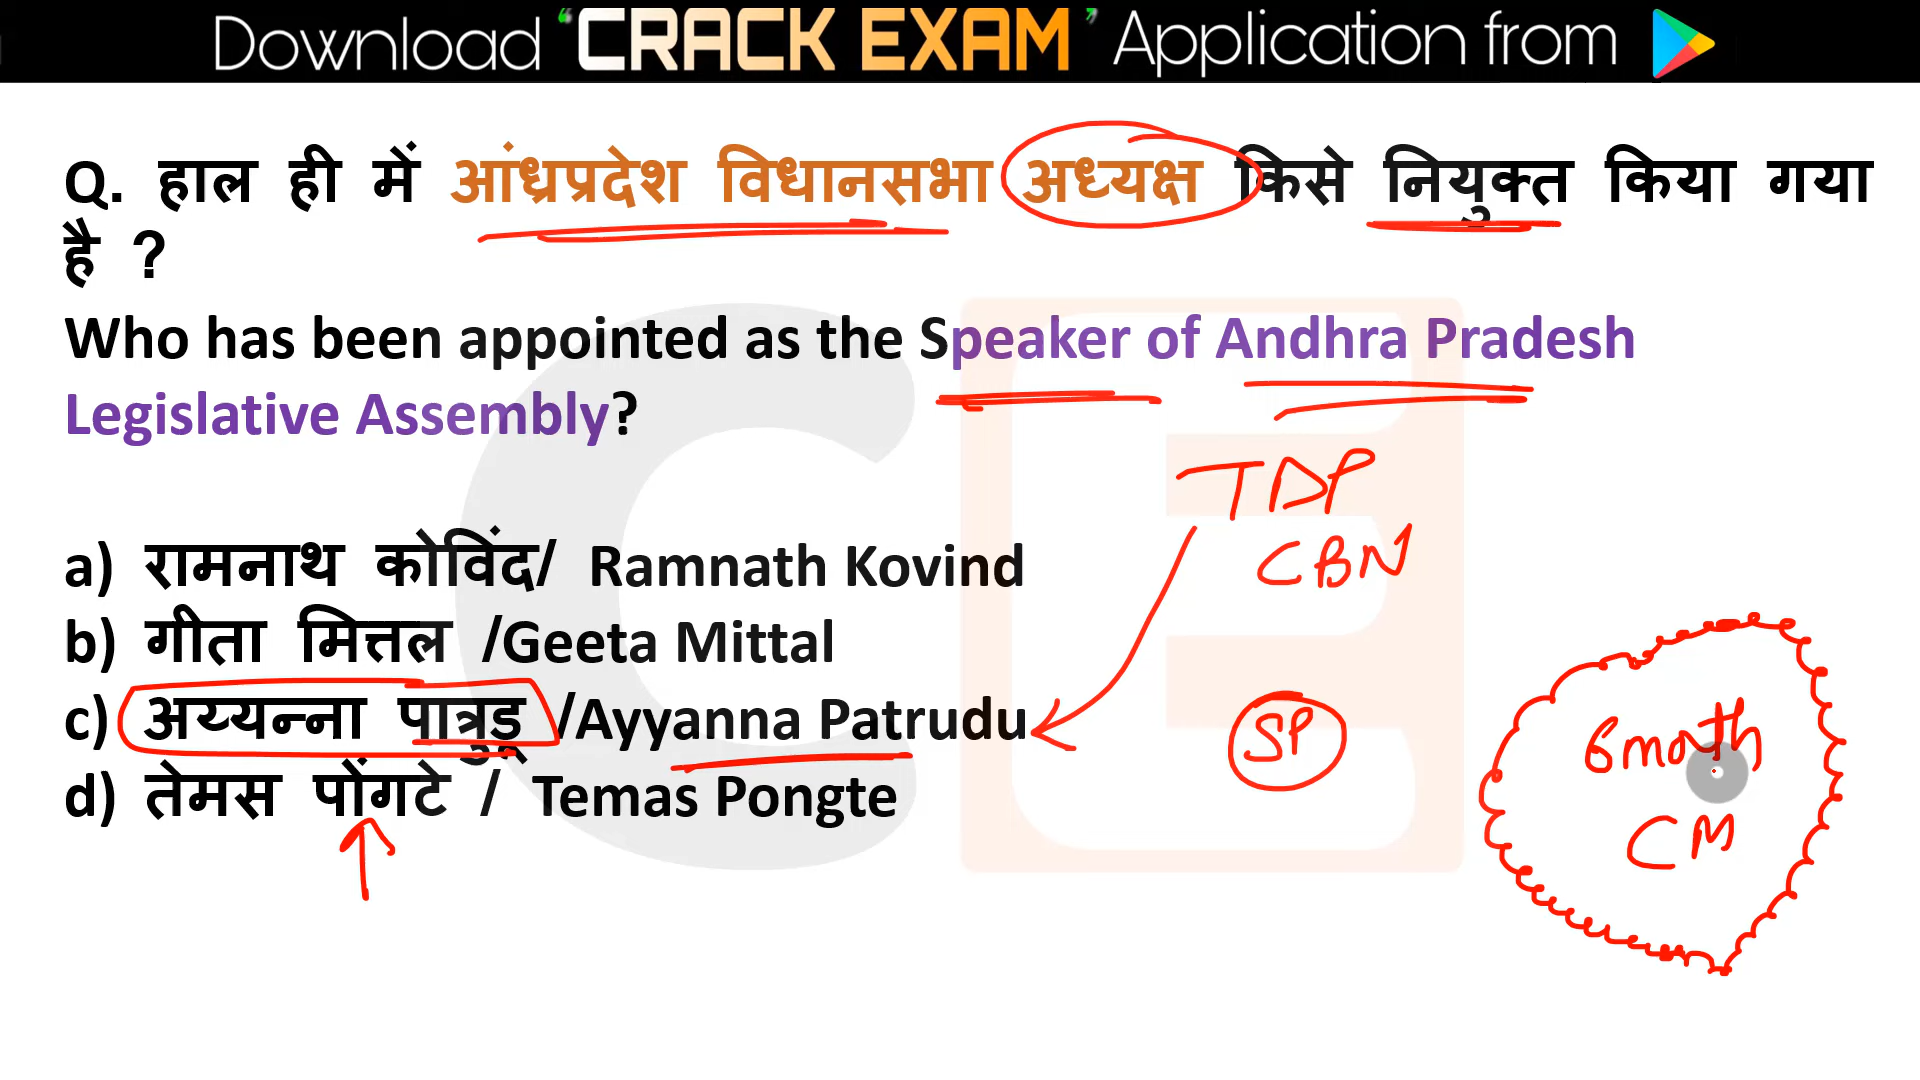 Download “CRACK EXAM” Application from
Q. हाल ही में आंध्रप्रदेश विधानसभा अध्यक्ष किसे नियुक्त किया गया
है ?
Who has been appointed as the Speaker of Andhra Pradesh
Legislative Assembly?
TDP
CBN
a) रामनाथ कोविंद/ Ramnath Kovind
b) गीता मित्तल /Geeta Mittal
c) अय्यन्ना पात्रुडू /Ayyanna Patrudu
SP
6 month
CM
d) तेमस पोंगटे / Temas Pongte